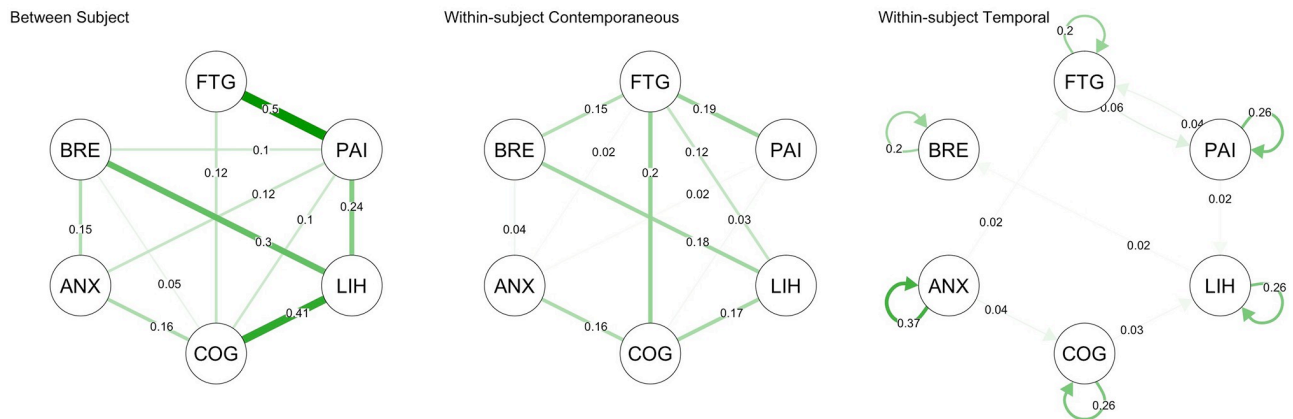 Between Subject
FTG
BRE
PAI
ANX
LIH
COG
0.5
0.1
0.12
0.12
0.24
0.15
0.1
0.3
0.05
0.16
0.41
Within-subject Contemporaneous
FTG
BRE
PAI
ANX
LIH
COG
0.15
0.19
0.02
0.12
0.2
0.02
0.04
0.03
0.18
0.16
0.17
Within-subject Temporal
FTG
BRE
PAI
ANX
LIH
COG
0.2
0.06
0.04
0.26
0.2
0.02
0.02
0.02
0.26
0.37
0.04
0.03
0.26